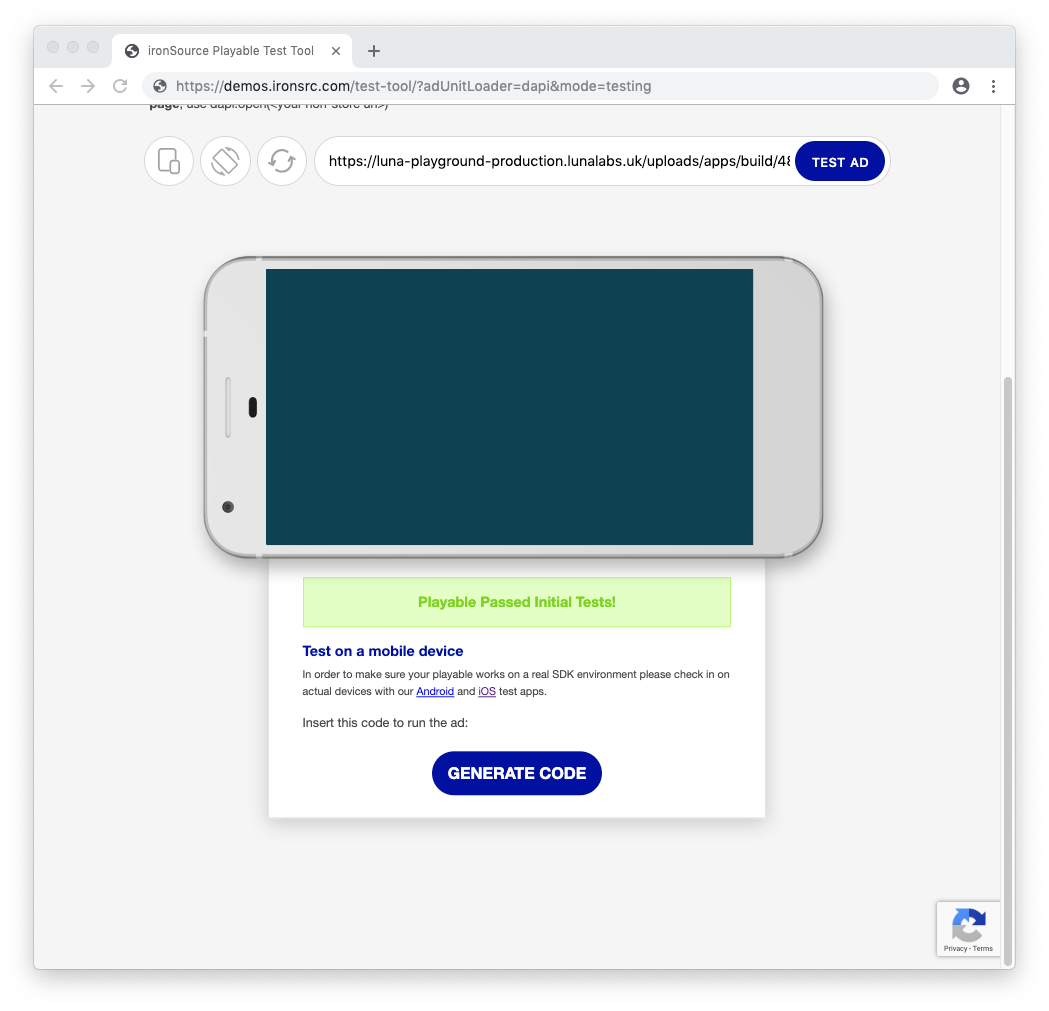 ironSource Playable Test Tool
https://demos.ironsrc.com/test-tool/?adUnitLoader=dapi&mode=testing
page, use dapi.open(<your non-store url>)
https://luna-playground-production.lunalabs.uk/uploads/apps/build/48
TEST AD
Playable Passed Initial Tests!
Test on a mobile device
In order to make sure your playable works on a real SDK environment please check in on
actual devices with our Android and iOS test apps.
Insert this code to run the ad:
GENERATE CODE
Privacy - Terms